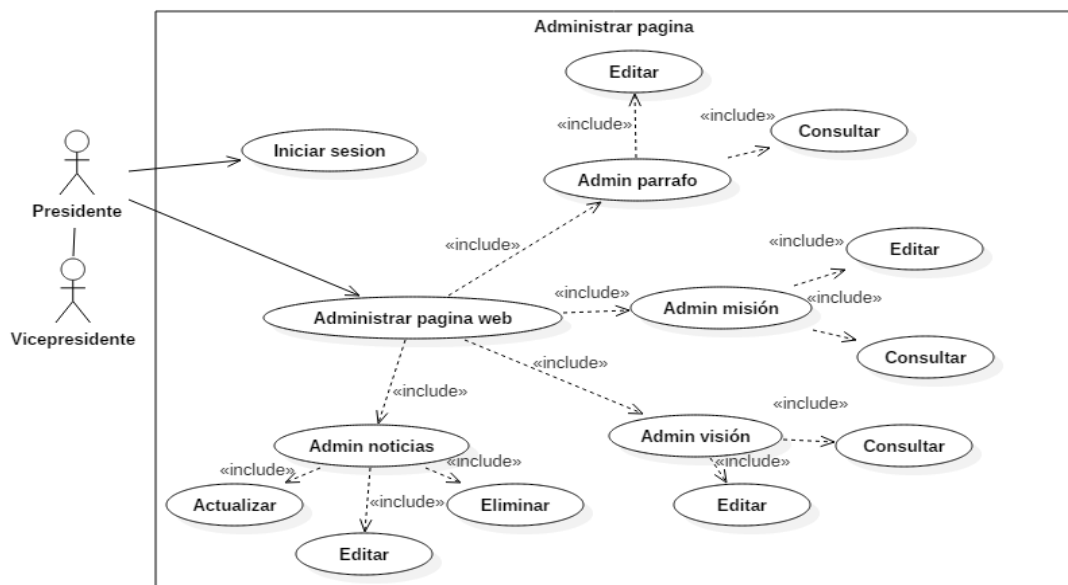 Administrar pagina
Editar
«include»
«include»
Consultar
Iniciar sesion
Admin parrafo
Presidente
«include»
«include»
Editar
Vicepresidente
Administrar pagina web
«include»
Admin misión
«include»
Consultar
«include»
«include»
«include»
Admin noticias
Admin visión
Consultar
«include»
«include»
«include»
Actualizar
«include»
Eliminar
Editar
Editar